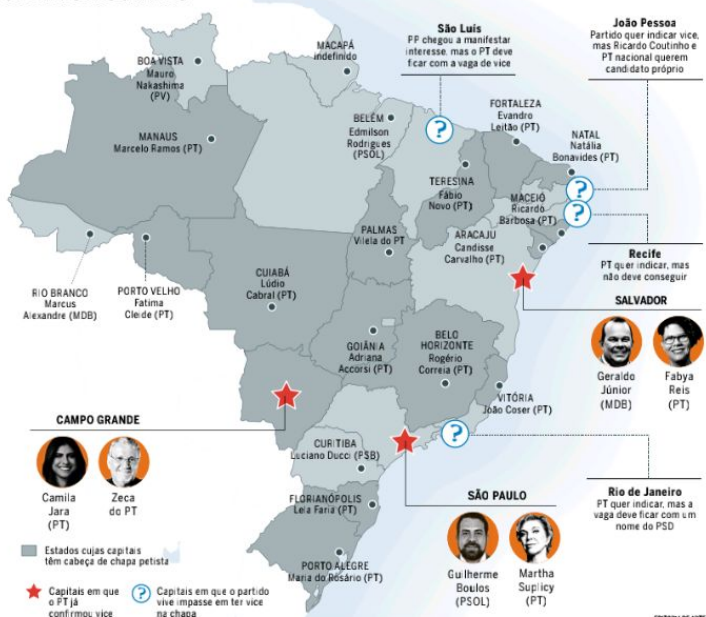 São Luís
PP chegou a manifestar
interesse, mas o PT deve
ficar com a vaga de vice
João Pessoa
Partido quer indicar vice,
mas Ricardo Coutinho e
PT nacional querem
candidato próprio
BOA VISTA
Mauro
Nakashima
(PV)
MACAPÁ
indefinido
MANAUS
Marcelo Ramos (PT)
BELÉM
Edmilson
Rodrigues
(PSOL)
?
FORTALEZA
Evandro
Leitão (PT)
NATAL
Natália
Bonavides (PT)
TERESINA
Fábio
Novo (PT)
?
?
MACEIÓ
Ricardo
Barbosa (PT)
PALMAS
Vilela do PT
ARACAJU
Candisse
Carvalho (PT)
Recife
PT quer indicar, mas
não deve conseguir
RIO BRANCO
Marcus
Alexandre (MDB)
PORTO VELHO
Fatima
Cleide (PT)
CUIABÁ
Lúdio
Cabral (PT)
SALVADOR
Geraldo
Júnior
(MDB)
Fabya
Reis
(PT)
GOIÂNIA
Adriana
Accorsi (PT)
BELO
HORIZONTE
Rogério
Correia (PT)
VITÓRIA
João Coser (PT)
CAMPO GRANDE
Camila
Jara
(PT)
Zeca
do PT
?
CURITIBA
Luciano Ducci (PSB)
Rio de Janeiro
PT quer indicar, mas a
vaga deve ficar com um
nome do PSD
SÃO PAULO
Guilherme
Boulos
(PSOL)
Martha
Suplicy
(PT)
FLORIANÓPOLIS
Lela Faria (PT)
PORTO ALEGRE
Maria do Rosário (PT)
Estados cujas capitais
têm cabeça de chapa petista
Capitais em que
o PT já
confirmou vice
?
Capitais em que o partido
vive impasse em ter vice
na chapa